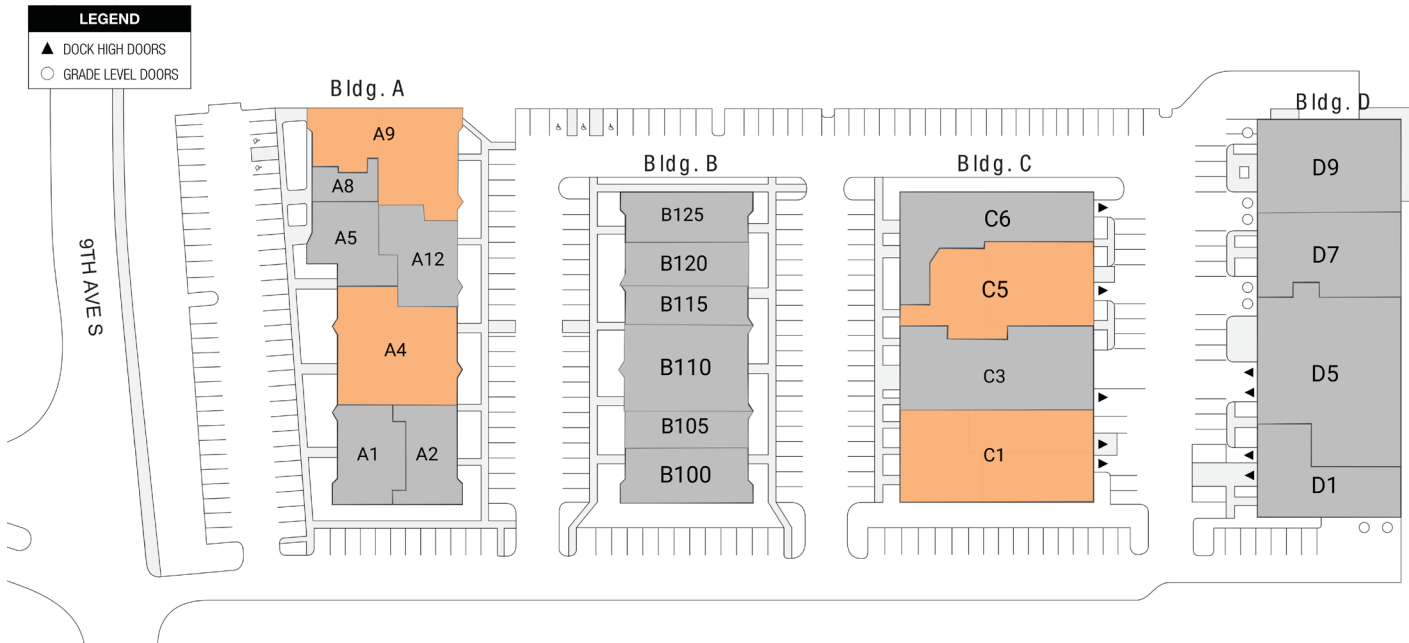 LEGEND
DOCK HIGH DOORS
GRADE LEVEL DOORS
9TH AVE S
Bldg. A
A9
A8
A5
A12
A4
A1
A2
Bldg. B
B125
B120
B115
B110
B105
B100
Bldg. C
C6
C5
C3
C1
Bldg. D
D9
D7
D5
D1